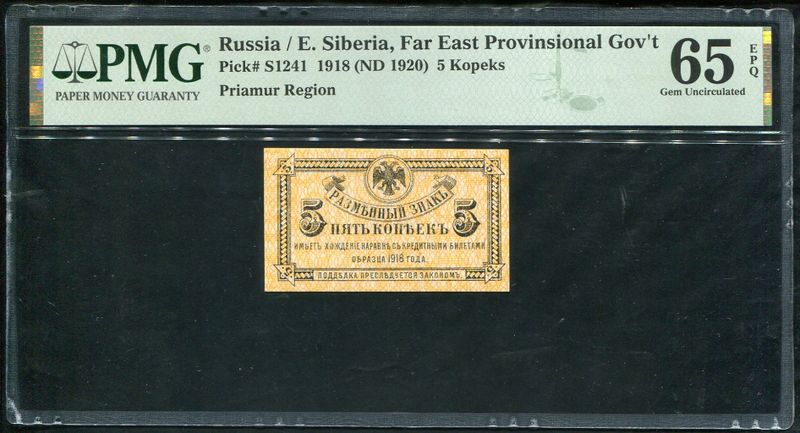 PMG®
PAPER MONEY GUARANTY
Russia / E. Siberia, Far East Provinsional Gov't
Pick# S1241 1918 (ND 1920) 5 Kopeks
Priamur Region
65 EPQ
Gem Uncirculated
РАЗМѢННЫЙ ЗНАКЪ
5 5
ПЯТЬ КОПѢЕКЪ
ИМѢЕТЪ ХОЖДЕНІЕ НАРАВНѢ СЪ КРЕДИТНЫМИ БИЛЕТАМИ
ОБРАЗЦА 1918 ГОДА.
ПОДДѢЛКА ПРЕСЛѢДУЕТСЯ ЗАКОНОМЪ.